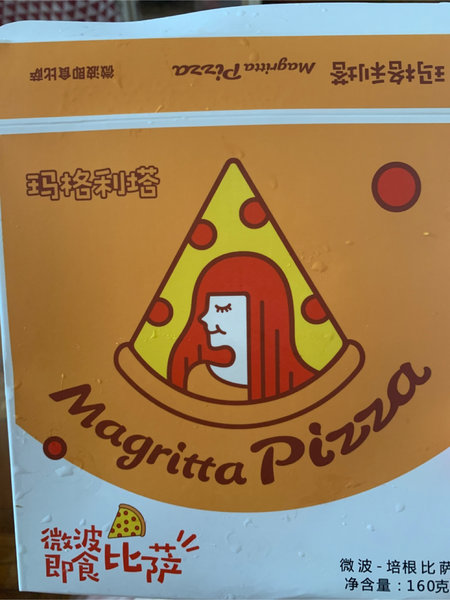 微波即食比萨 Magritta Pizza 玛格利塔
玛格利塔
Magritta Pizza
微波
即食比萨
微波-培根比萨
净含量：160克